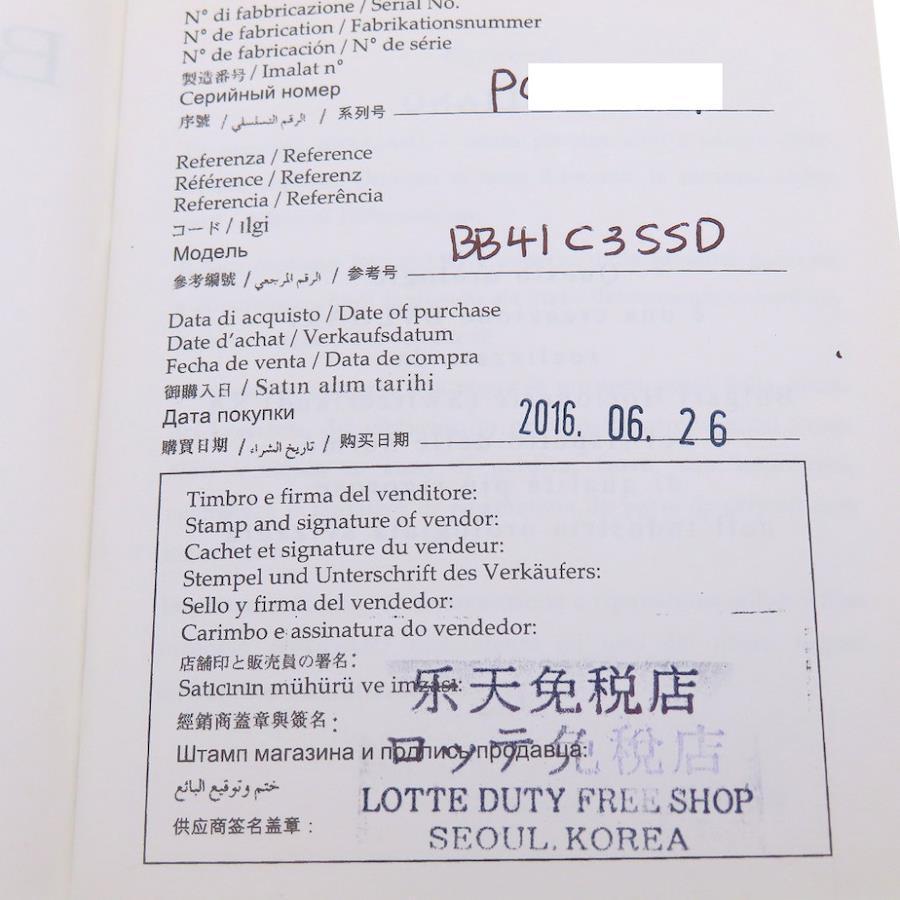 N° di fabbricazione / Serial No.
N° de fabrication / Fabrikationsnummer
N° de fabricación / N° de série
製造番号 / Imalat n°
Серийный номер
序號 / الرقم التسلسلي / 系列号
Referenza / Reference
Référence / Referenz
Referencia / Referência
コード / ılgi
Модель
BB41C3SSD
参考編號 / الرقم المرجعي / 参考号
Data di acquisto / Date of purchase
Date d'achat / Verkaufsdatum
Fecha de venta / Data de compra
御購入日 / Satın alım tarihi
Дата покупки
2016. 06. 26
購買日期 / تاريخ الشراء / 购买日期
Timbro e firma del venditore:
Stamp and signature of vendor:
Cachet et signature du vendeur:
Stempel und Unterschrift des Verkäufers:
Sello y firma del vendedor:
Carimbo e assinatura do vendedor:
店舗印と販売員の署名:
Satıcının mühürü ve imzası:
乐天免税店
經銷商蓋章與簽名:
Штамп магазина и подпись продавца:
ロッテ免税店
ختم وتوقيع البائع
LOTTE DUTY FREE SHOP
供应商签名盖章:
SEOUL. KOREA